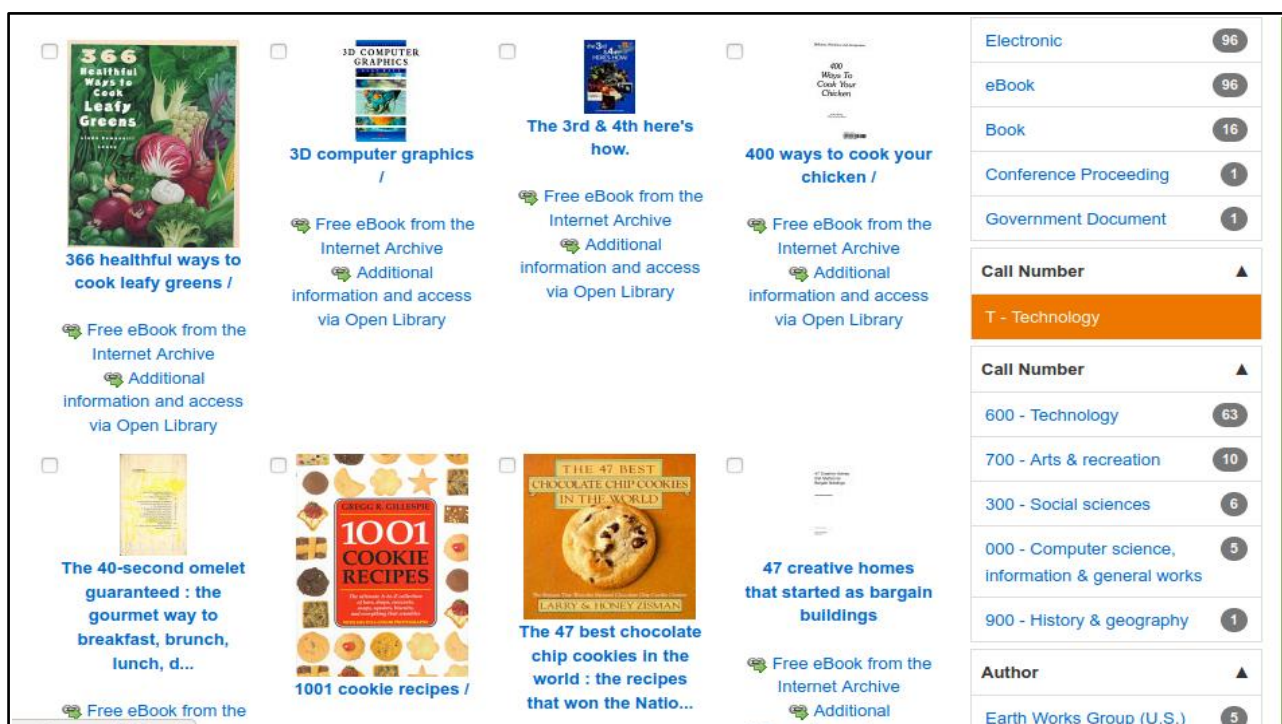 366
Healthful
Ways to
Cook
Leafy
Greens
366 healthful ways to
cook leafy greens /
Free eBook from the
Internet Archive
Additional
information and access
via Open Library
3D COMPUTER
GRAPHICS
3D computer graphics
/
Free eBook from the
Internet Archive
Additional
information and access
via Open Library
The 3rd & 4th here's
how.
Free eBook from the
Internet Archive
Additional
information and access
via Open Library
400
Ways To
Cook Your
Chicken
400 ways to cook your
chicken /
Free eBook from the
Internet Archive
Additional
information and access
via Open Library
The 40-second omelet
guaranteed : the
gourmet way to
breakfast, brunch,
lunch, d...
Free eBook from the
GREGG R. GILLESPIE
1001
COOKIE
RECIPES
1001 cookie recipes /
THE 47 BEST
CHOCOLATE CHIP COOKIES
IN THE WORLD
LARRY & HONEY ZISMAN
The 47 best chocolate
chip cookies in the
world : the recipes
that won the Natio...
47 Creative Homes
that Started as
Bargain Buildings
47 creative homes
that started as bargain
buildings
Free eBook from the
Internet Archive
Additional
Electronic 96
eBook 96
Book 16
Conference Proceeding 1
Government Document 1
Call Number ▲
T - Technology
Call Number ▲
600 - Technology 63
700 - Arts & recreation 10
300 - Social sciences 6
000 - Computer science, 5
information & general works
900 - History & geography 1
Author ▲
Earth Works Group (U.S.) 5